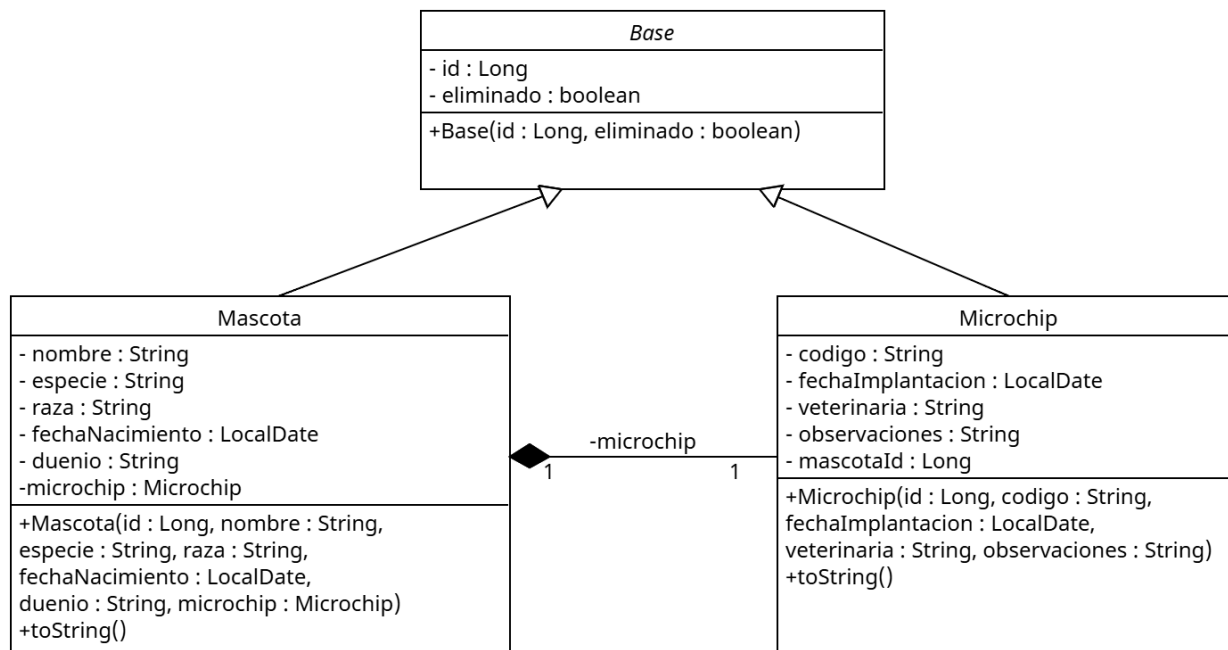 Base
- id : Long
- eliminado : boolean
+Base(id : Long, eliminado : boolean)
Mascota
- nombre : String
- especie : String
- raza : String
- fechaNacimiento : LocalDate
- duenio : String
-microchip : Microchip
+Mascota(id : Long, nombre : String,
especie : String, raza : String,
fechaNacimiento : LocalDate,
duenio : String, microchip : Microchip)
+toString()
-microchip
1
1
Microchip
- codigo : String
- fechaImplantacion : LocalDate
- veterinaria : String
- observaciones : String
- mascotaId : Long
+Microchip(id : Long, codigo : String,
fechaImplantacion : LocalDate,
veterinaria : String, observaciones : String)
+toString()